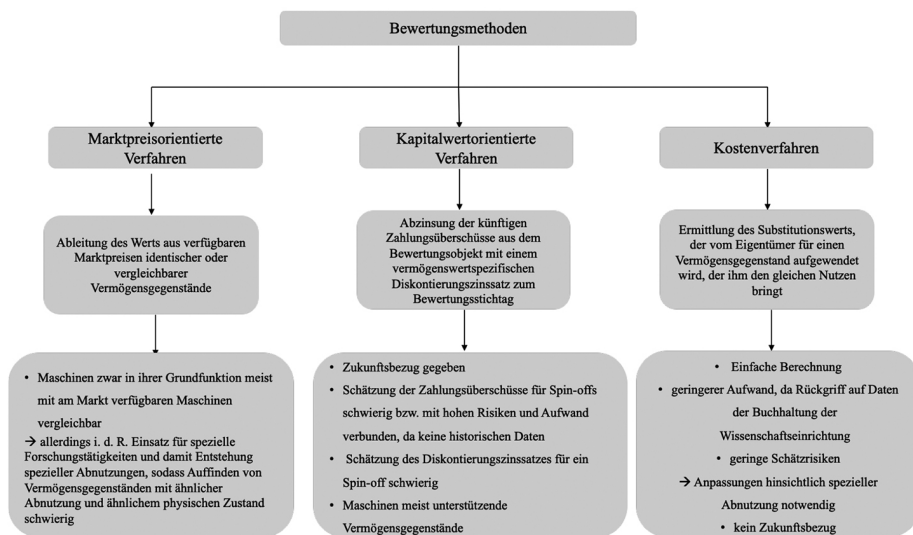 Bewertungsmethoden
Marktpreisorientierte
Verfahren
Ableitung des Werts aus verfügbaren
Marktpreisen identischer oder
vergleichbarer
Vermögensgegenstände
• Maschinen zwar in ihrer Grundfunktion meist
mit am Markt verfügbaren Maschinen
vergleichbar
→ allerdings i. d. R. Einsatz für spezielle
Forschungstätigkeiten und damit Entstehung
spezieller Abnutzungen, sodass Auffinden von
Vermögensgegenständen mit ähnlicher
Abnutzung und ähnlichem physischen Zustand
schwierig
Kapitalwertorientierte
Verfahren
Abzinsung der künftigen
Zahlungsüberschüsse aus dem
Bewertungsobjekt mit einem
vermögenswertspezifischen
Diskontierungszinssatz zum
Bewertungsstichtag
• Zukunftsbezug gegeben
• Schätzung der Zahlungsüberschüsse für Spin-offs
schwierig bzw. mit hohen Risiken und Aufwand
verbunden, da keine historischen Daten
• Schätzung des Diskontierungszinssatzes für ein
Spin-off schwierig
• Maschinen meist unterstützende
Vermögensgegenstände
Kostenverfahren
Ermittlung des Substitutionswerts,
der vom Eigentümer für einen
Vermögensgegenstand aufgewendet
wird, der ihm den gleichen Nutzen
bringt
• Einfache Berechnung
• geringerer Aufwand, da Rückgriff auf Daten
der Buchhaltung der
Wissenschaftseinrichtung
• geringe Schätzrisiken
→ Anpassungen hinsichtlich spezieller
Abnutzung notwendig
• kein Zukunftsbezug